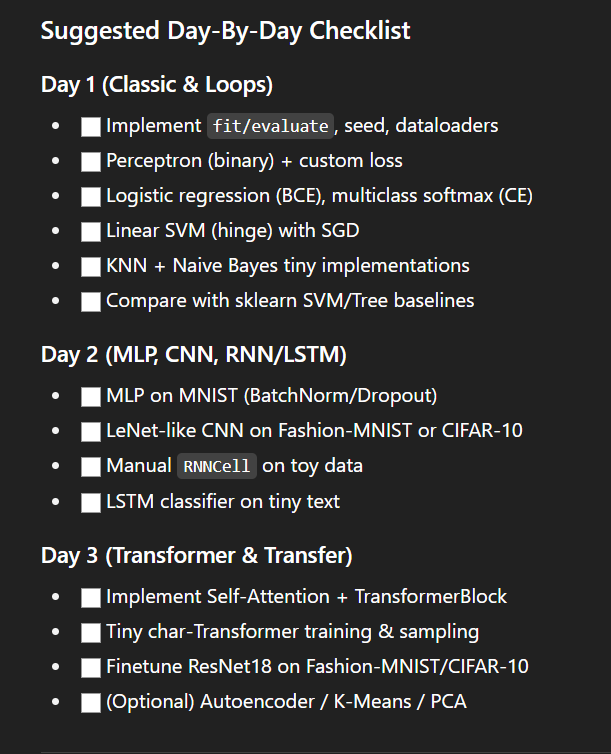 Suggested Day-By-Day Checklist
Day 1 (Classic & Loops)
Implement fit/evaluate, seed, dataloaders
Perceptron (binary) + custom loss
Logistic regression (BCE), multiclass softmax (CE)
Linear SVM (hinge) with SGD
KNN + Naive Bayes tiny implementations
Compare with sklearn SVM/Tree baselines
Day 2 (MLP, CNN, RNN/LSTM)
MLP on MNIST (BatchNorm/Dropout)
LeNet-like CNN on Fashion-MNIST or CIFAR-10
Manual RNNCell on toy data
LSTM classifier on tiny text
Day 3 (Transformer & Transfer)
Implement Self-Attention + TransformerBlock
Tiny char-Transformer training & sampling
Finetune ResNet18 on Fashion-MNIST/CIFAR-10
(Optional) Autoencoder / K-Means / PCA